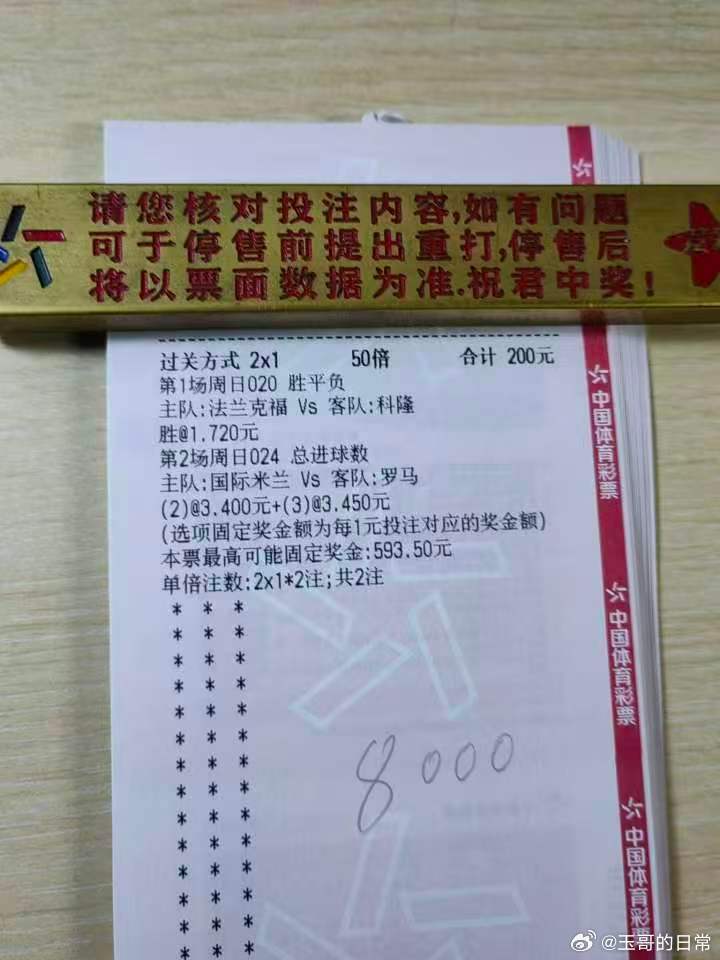 请您核对投注内容,如有问题
可于停售前提出重打,停售后
将以票面数据为准.祝君中奖!
过关方式 2x1 50倍 合计 200元
第1场周日020 胜平负
主队:法兰克福 Vs 客队:科隆
胜@1.720元
第2场周日024 总进球数
主队:国际米兰 Vs 客队:罗马
(2)@3.400元+(3)@3.450元
(选项固定奖金额为每1元投注对应的奖金额)
本票最高可能固定奖金:593.50元
单倍注数:2x1*2注;共2注
* * *
* * *
* * *
* * *
* * *
* * *
* * *
* * *
* * *
* * *
* * *
* * *
* * *
* * *
8000
中国体育彩票
中国体育彩票
中国体育彩票
@玉哥的日常